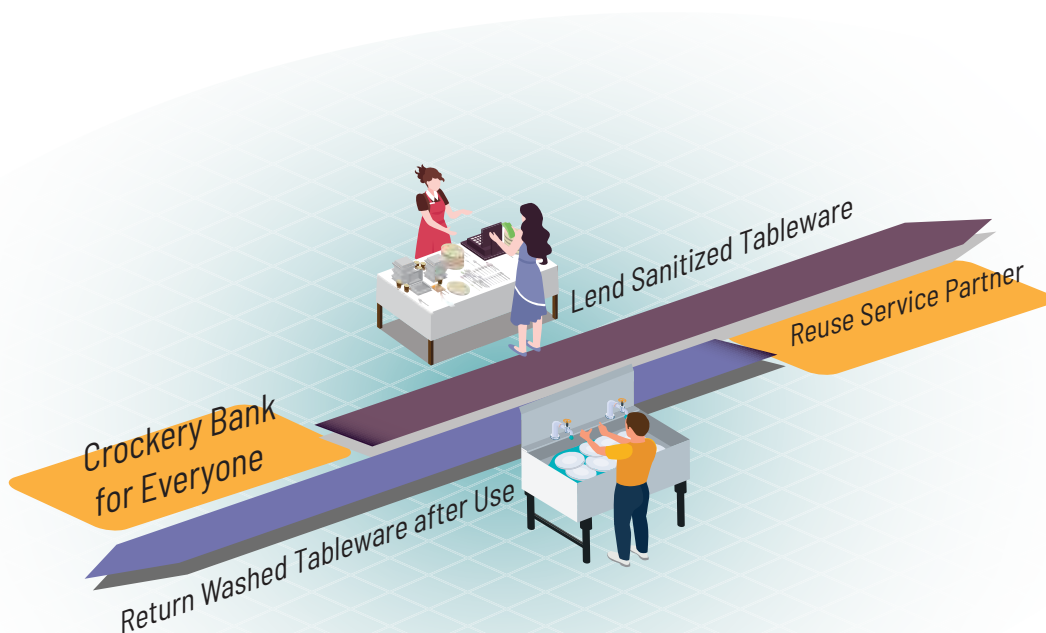 Lend Sanitized Tableware
Reuse Service Partner
Crockery Bank
for Everyone
Return Washed Tableware after Use